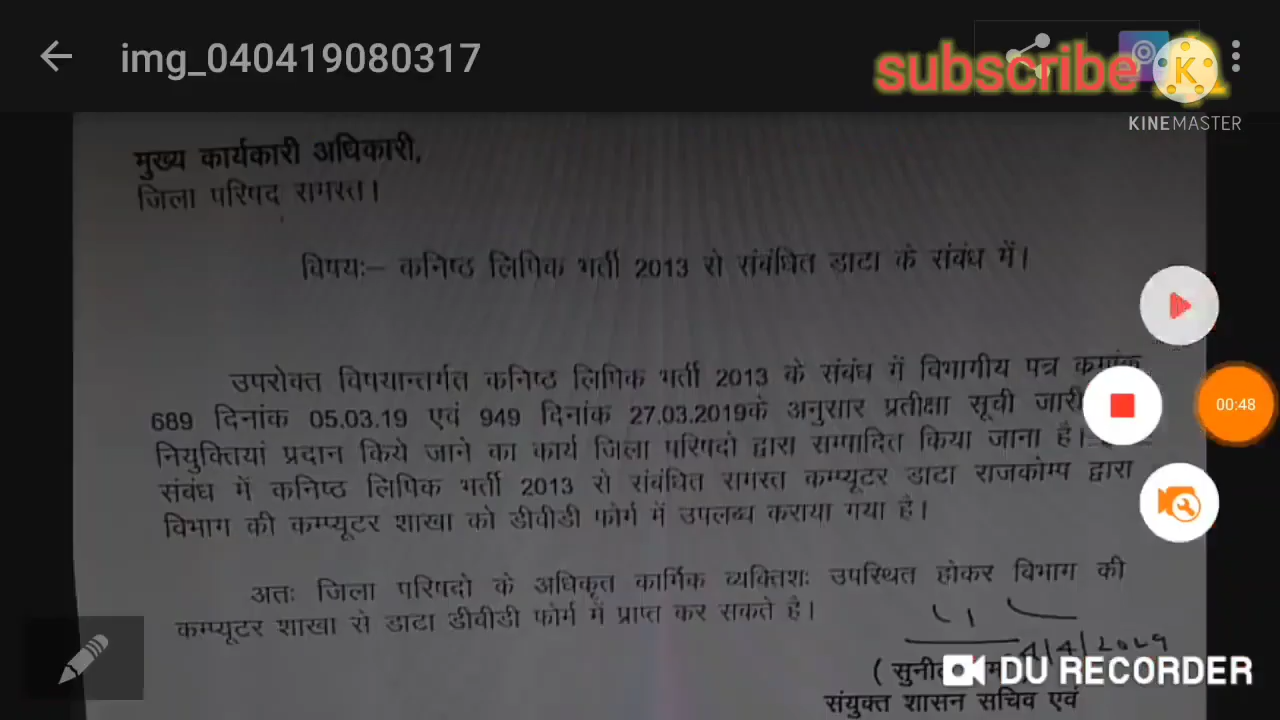 img_040419080317
subscribe
K
KINEMASTER
मुख्य कार्यकारी अधिकारी,
जिला परिषद समस्त।
विषयः– कनिष्ठ लिपिक भर्ती 2013 से संबंधित डाटा के संबंध में।
उपरोक्त विषयान्तर्गत कनिष्ठ लिपिक भर्ती 2013 के संबंध में विभागीय पत्र क्रमांक
689 दिनांक 05.03.19 एवं 949 दिनांक 27.03.2019के अनुसार प्रतीक्षा सूची जारी
नियुक्तियां प्रदान किये जाने का कार्य जिला परिषदो द्वारा सम्पादित किया जाना है।
संबंध में कनिष्ठ लिपिक भर्ती 2013 से संबंधित समस्त कम्प्यूटर डाटा राजकोम्प द्वारा
विभाग की कम्प्यूटर शाखा को डीवीडी फोर्म में उपलब्ध कराया गया है।
00:48
अतः जिला परिषदो के अधिकृत कार्मिक व्यक्तिशः उपस्थित होकर विभाग की
कम्प्यूटर शाखा से डाटा डीवीडी फोर्म में प्राप्त कर सकते है।
DU RECORDER
संयुक्त शासन सचिव एवं